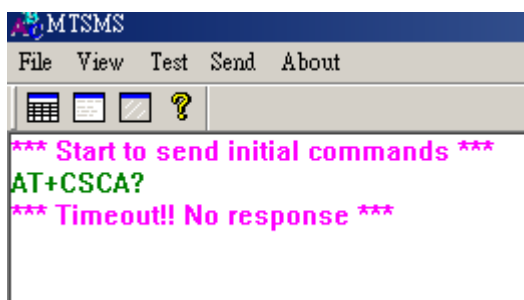 MTSMS
File View Test Send About
*** Start to send initial commands ***
AT+CSCA?
*** Timeout!! No response ***